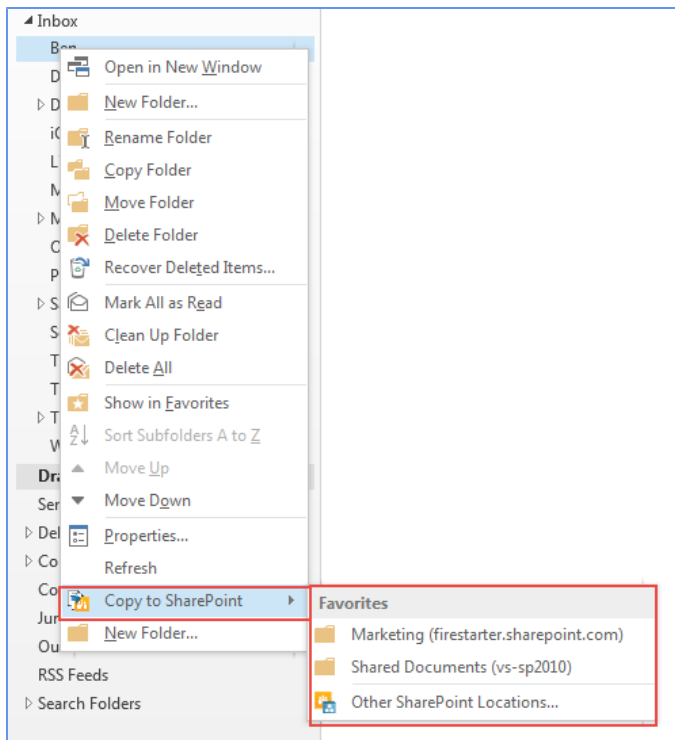 Inbox
Ben
Open in New Window
New Folder...
Rename Folder
Copy Folder
Move Folder
Delete Folder
Recover Deleted Items...
Mark All as Read
Clean Up Folder
Delete All
Show in Favorites
Sort Subfolders A to Z
Move Up
Move Down
Properties...
Refresh
Copy to SharePoint
New Folder...
Favorites
Marketing (firestarter.sharepoint.com)
Shared Documents (vs-sp2010)
Other SharePoint Locations...
RSS Feeds
Search Folders